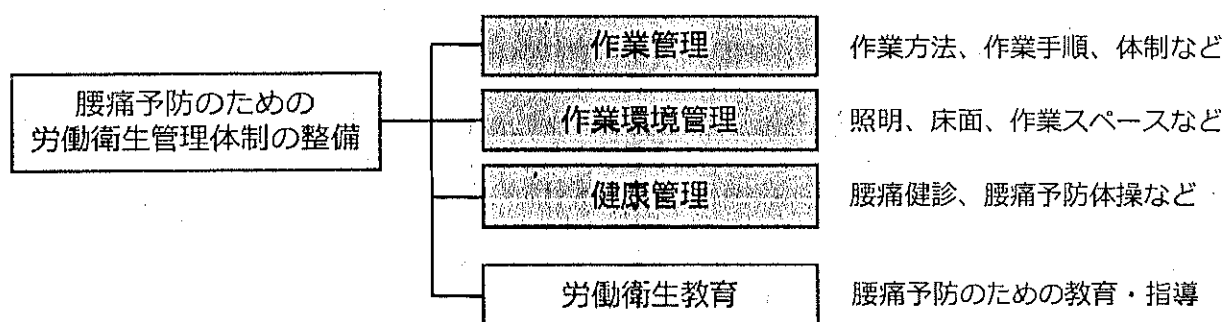 腰痛予防のための
労働衛生管理体制の整備
作業管理
作業方法、作業手順、体制など
作業環境管理
照明、床面、作業スペースなど
健康管理
腰痛健診、腰痛予防体操など
労働衛生教育
腰痛予防のための教育・指導